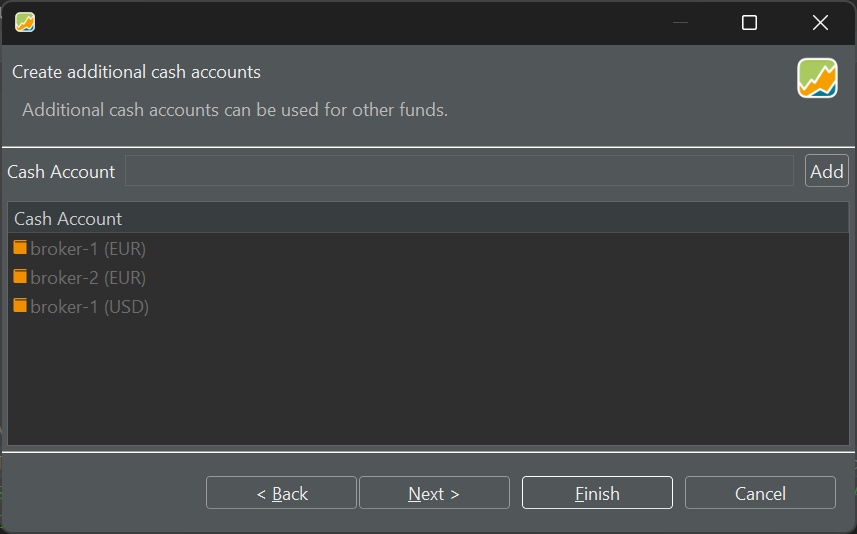 Create additional cash accounts
Additional cash accounts can be used for other funds.
Cash Account
Add
Cash Account
broker-1 (EUR)
broker-2 (EUR)
broker-1 (USD)
< Back
Next >
Finish
Cancel